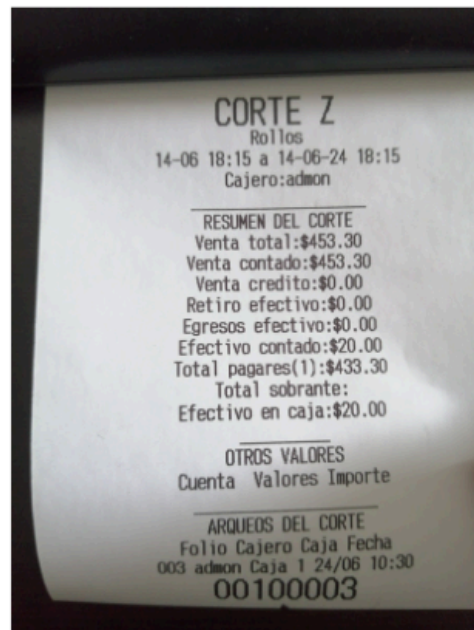 CORTE Z
Rollos
14-06 18:15 a 14-06-24 18:15
Cajero:admon
RESUMEN DEL CORTE
Venta total:$453.30
Venta contado:$453.30
Venta credito:$0.00
Retiro efectivo:$0.00
Egresos efectivo:$0.00
Efectivo contado:$20.00
Total pagares(1):$433.30
Total sobrante:
Efectivo en caja:$20.00
OTROS VALORES
Cuenta Valores Importe
ARQUEOS DEL CORTE
Folio Cajero Caja Fecha
003 admon Caja 1 24/06 10:30
00100003